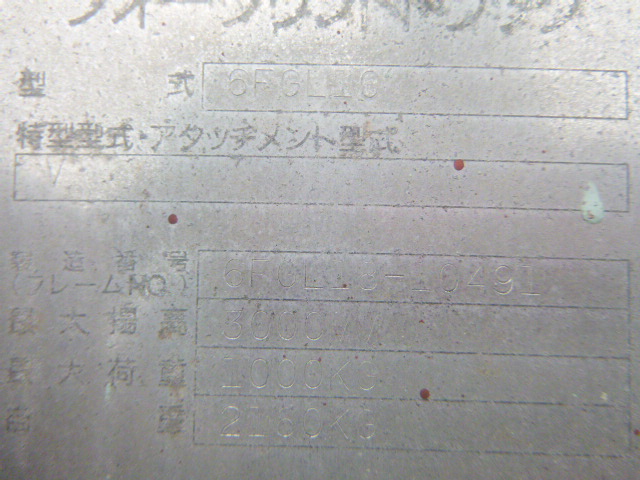 型式 6FGL10
特型型式・アタッチメント型式
V
製造番号
(フレームNO.) 6FGL10-10491
最大揚高 3000MM
最大荷重 1000KG
自重